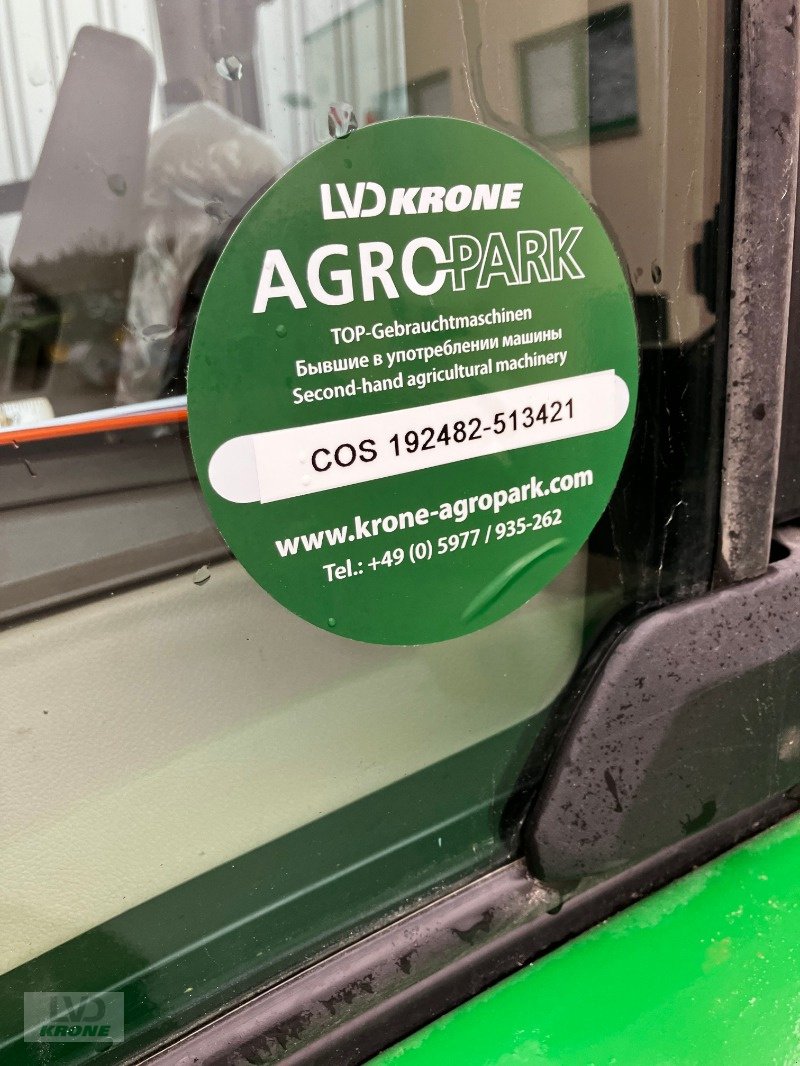 LVD KRONE
AGROPARK
TOP-Gebrauchtmaschinen
Бывшие в употреблении машины
Second-hand agricultural machinery
COS 192482-513421
www.krone-agropark.com
Tel.: +49 (0) 5977 / 935-262
LVD
KRONE